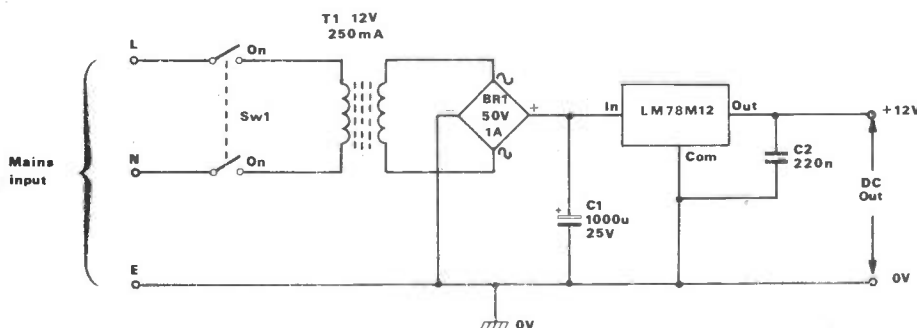 T1 12V
250mA
L
On
Sw1
N
On
Mains
input
E
BR1
50V
1A
−
+
+
C1
1000u
25V
In
LM78M12
Out
Com
C2
220n
+12V
DC
Out
0V
0V